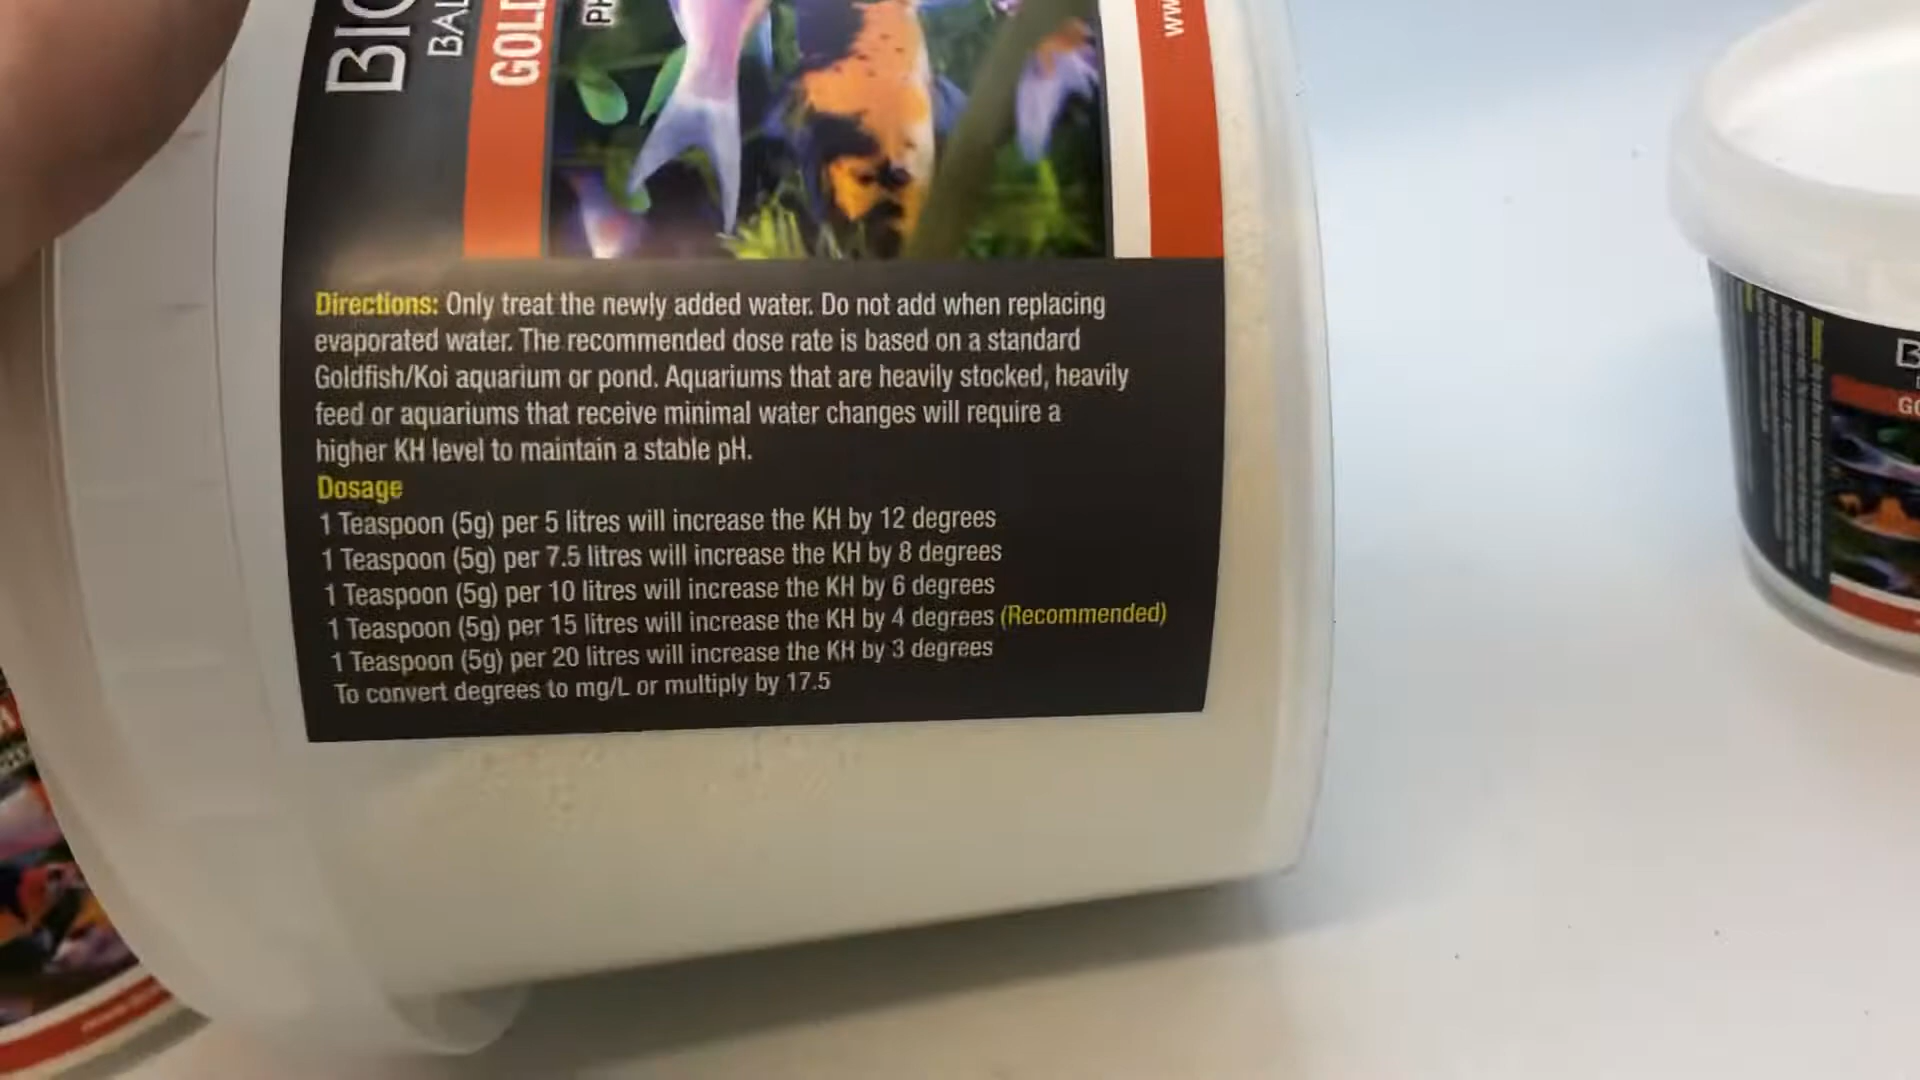 BIO
BAL
GOLD
PH
ww
Directions: Only treat the newly added water. Do not add when replacing
evaporated water. The recommended dose rate is based on a standard
Goldfish/Koi aquarium or pond. Aquariums that are heavily stocked, heavily
feed or aquariums that receive minimal water changes will require a
higher KH level to maintain a stable pH.
Dosage
1 Teaspoon (5g) per 5 litres will increase the KH by 12 degrees
1 Teaspoon (5g) per 7.5 litres will increase the KH by 8 degrees
1 Teaspoon (5g) per 10 litres will increase the KH by 6 degrees
1 Teaspoon (5g) per 15 litres will increase the KH by 4 degrees (Recommended)
1 Teaspoon (5g) per 20 litres will increase the KH by 3 degrees
To convert degrees to mg/L or multiply by 17.5